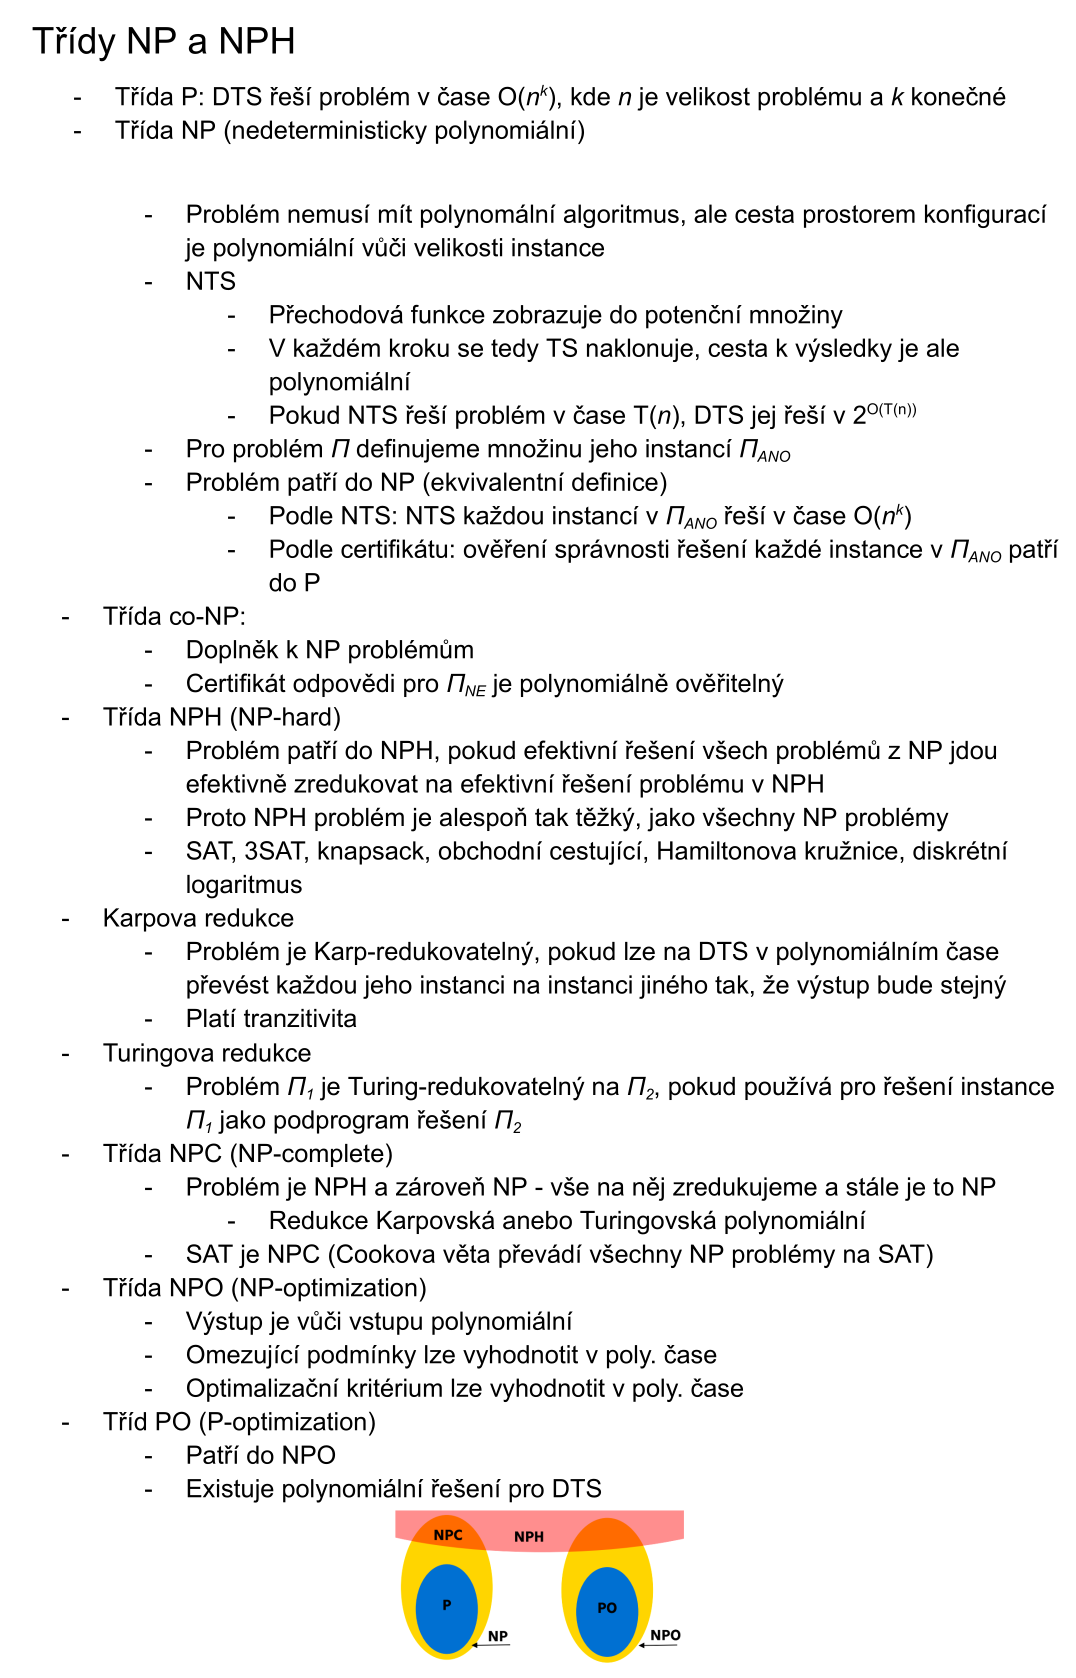 Třídy NP a NPH
- Třída P: DTS řeší problém v čase O(n^k), kde n je velikost problému a k konečné
- Třída NP (nedeterministicky polynomiální)
- Problém nemusí mít polynomální algoritmus, ale cesta prostorem konfigurací
je polynomiální vůči velikosti instance
- NTS
- Přechodová funkce zobrazuje do potenční množiny
- V každém kroku se tedy TS naklonuje, cesta k výsledky je ale
polynomiální
- Pokud NTS řeší problém v čase T(n), DTS jej řeší v 2^O(T(n))
- Pro problém Π definujeme množinu jeho instancí Π_ANO
- Problém patří do NP (ekvivalentní definice)
- Podle NTS: NTS každou instancí v Π_ANO řeší v čase O(n^k)
- Podle certifikátu: ověření správnosti řešení každé instance v Π_ANO patří
do P
- Třída co-NP:
- Doplněk k NP problémům
- Certifikát odpovědi pro Π_NE je polynomiálně ověřitelný
- Třída NPH (NP-hard)
- Problém patří do NPH, pokud efektivní řešení všech problémů z NP jdou
efektivně zredukovat na efektivní řešení problému v NPH
- Proto NPH problém je alespoň tak těžký, jako všechny NP problémy
- SAT, 3SAT, knapsack, obchodní cestující, Hamiltonova kružnice, diskrétní
logaritmus
- Karpova redukce
- Problém je Karp-redukovatelný, pokud lze na DTS v polynomiálním čase
převést každou jeho instanci na instanci jiného tak, že výstup bude stejný
- Platí tranzitivita
- Turingova redukce
- Problém Π_1 je Turing-redukovatelný na Π_2, pokud používá pro řešení instance
Π_1 jako podprogram řešení Π_2
- Třída NPC (NP-complete)
- Problém je NPH a zároveň NP - vše na něj zredukujeme a stále je to NP
- Redukce Karpovská anebo Turingovská polynomiální
- SAT je NPC (Cookova věta převádí všechny NP problémy na SAT)
- Třída NPO (NP-optimization)
- Výstup je vůči vstupu polynomiální
- Omezující podmínky lze vyhodnotit v poly. čase
- Optimalizační kritérium lze vyhodnotit v poly. čase
- Tříd PO (P-optimization)
- Patří do NPO
- Existuje polynomiální řešení pro DTS
NPC NPH
P PO
NP NPO